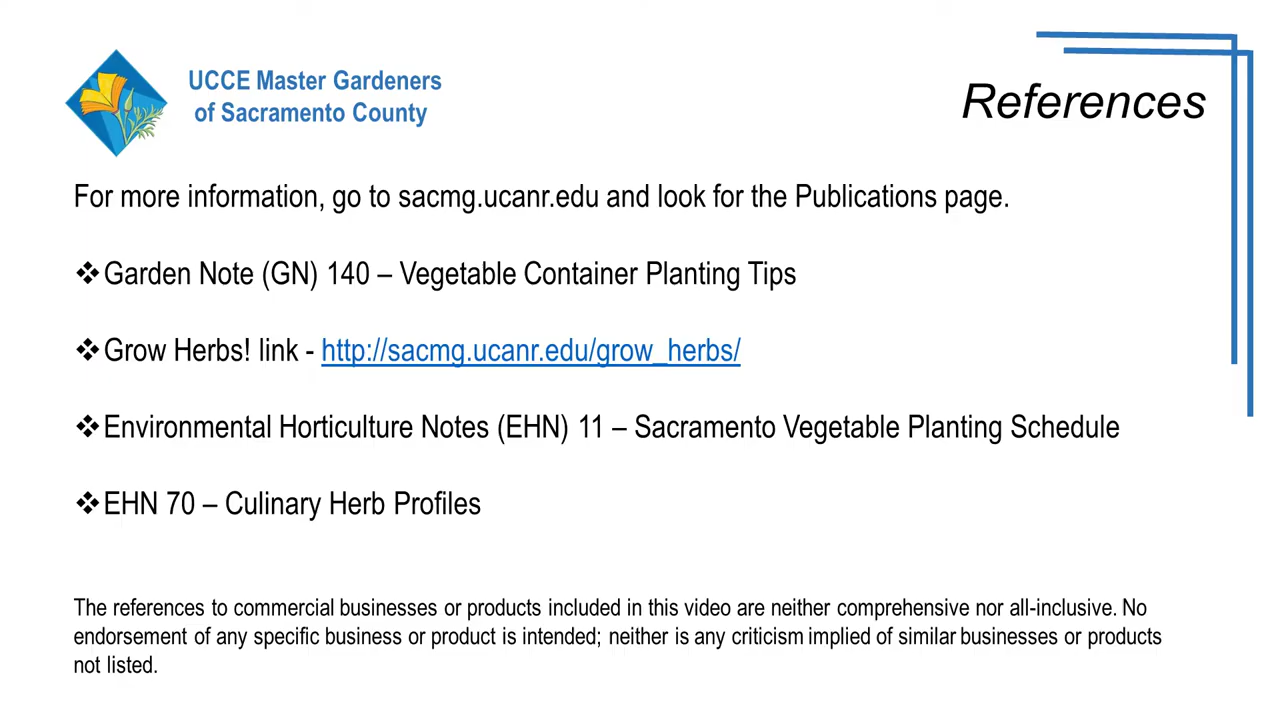 UCCE Master Gardeners
of Sacramento County
References
For more information, go to sacmg.ucanr.edu and look for the Publications page.
❖Garden Note (GN) 140 – Vegetable Container Planting Tips
❖Grow Herbs! link - http://sacmg.ucanr.edu/grow_herbs/
❖Environmental Horticulture Notes (EHN) 11 – Sacramento Vegetable Planting Schedule
❖EHN 70 – Culinary Herb Profiles
The references to commercial businesses or products included in this video are neither comprehensive nor all-inclusive. No
endorsement of any specific business or product is intended; neither is any criticism implied of similar businesses or products
not listed.